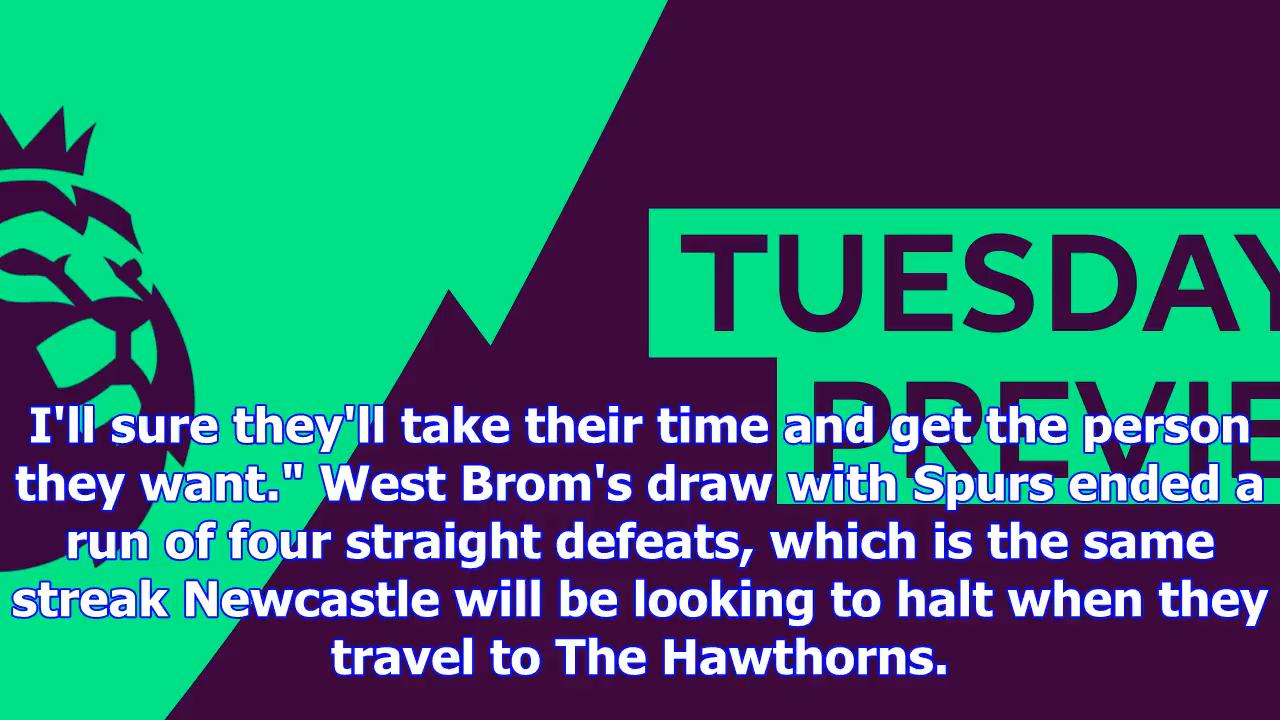 TUESDAY
PREVIE
I'll sure they'll take their time and get the person
they want." West Brom's draw with Spurs ended a
run of four straight defeats, which is the same
streak Newcastle will be looking to halt when they
travel to The Hawthorns.